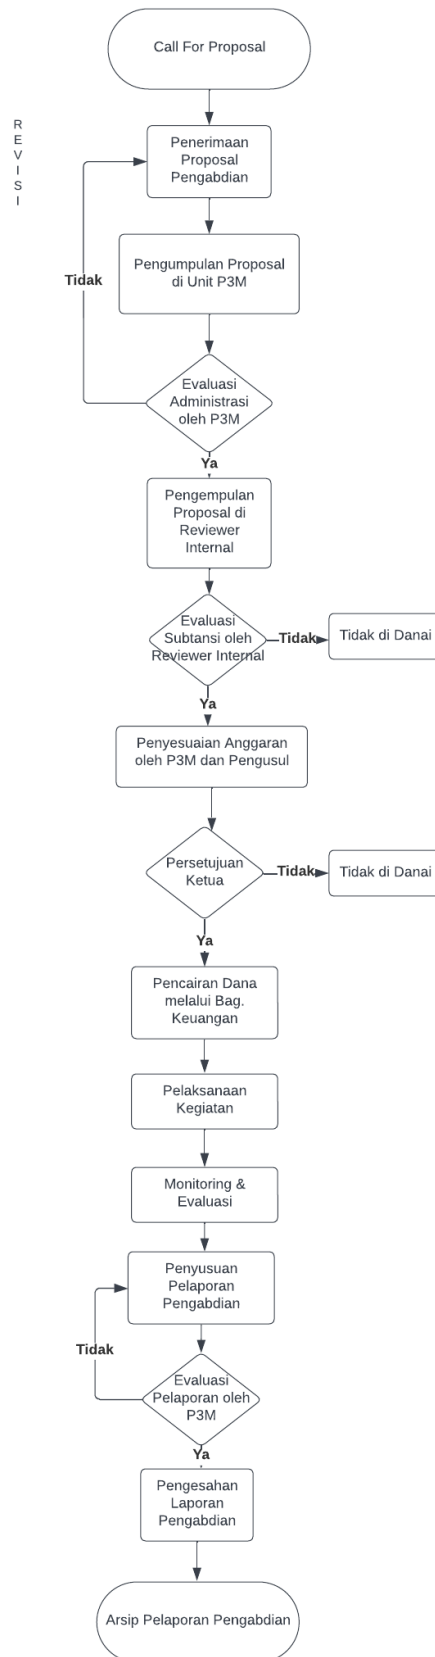 Call For Proposal
R
E
V
I
S
I
Penerimaan
Proposal
Pengabdian
Pengumpulan Proposal
di Unit P3M
Tidak
Evaluasi
Administrasi
oleh P3M
Ya
Pengempulan
Proposal di
Reviewer
Internal
Evaluasi
Subtansi oleh
Reviewer Internal
Tidak
Tidak di Danai
Ya
Penyesuaian Anggaran
oleh P3M dan Pengusul
Persetujuan
Ketua
Tidak
Tidak di Danai
Ya
Pencairan Dana
melalui Bag.
Keuangan
Pelaksanaan
Kegiatan
Monitoring &
Evaluasi
Penyusuan
Pelaporan
Pengabdian
Tidak
Evaluasi
Pelaporan oleh
P3M
Ya
Pengesahan
Laporan
Pengabdian
Arsip Pelaporan Pengabdian